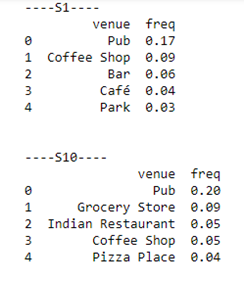 ----S1----
venue freq
0 Pub 0.17
1 Coffee Shop 0.09
2 Bar 0.06
3 Café 0.04
4 Park 0.03
----S10----
venue freq
0 Pub 0.20
1 Grocery Store 0.09
2 Indian Restaurant 0.05
3 Coffee Shop 0.05
4 Pizza Place 0.04